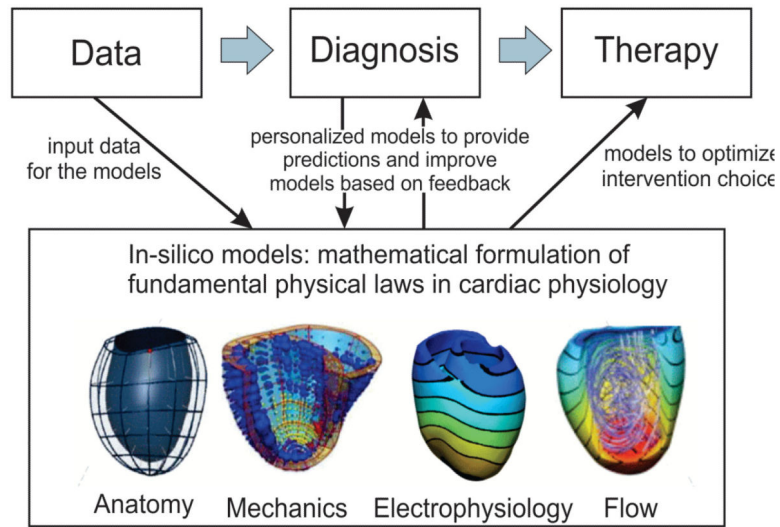 Data
Diagnosis
Therapy
input data
for the models
personalized models to provide
predictions and improve
models based on feedback
models to optimize
intervention choice
In-silico models: mathematical formulation of
fundamental physical laws in cardiac physiology
Anatomy
Mechanics
Electrophysiology
Flow